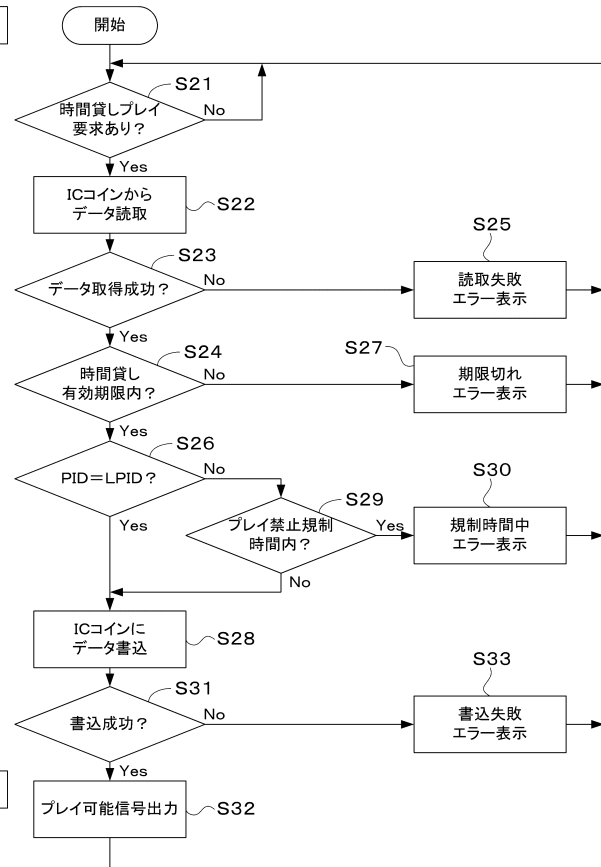 開始
S21
時間貸しプレイ
要求あり？
No
Yes
ICコインから
データ読取
S22
S23
データ取得成功？
No
S25
読取失敗
エラー表示
Yes
S24
時間貸し
有効期限内？
No
S27
期限切れ
エラー表示
Yes
S26
PID＝LPID？
No
Yes
S29
プレイ禁止規制
時間内？
Yes
No
S30
規制時間中
エラー表示
ICコインに
データ書込
S28
S31
書込成功？
No
S33
書込失敗
エラー表示
Yes
プレイ可能信号出力
S32